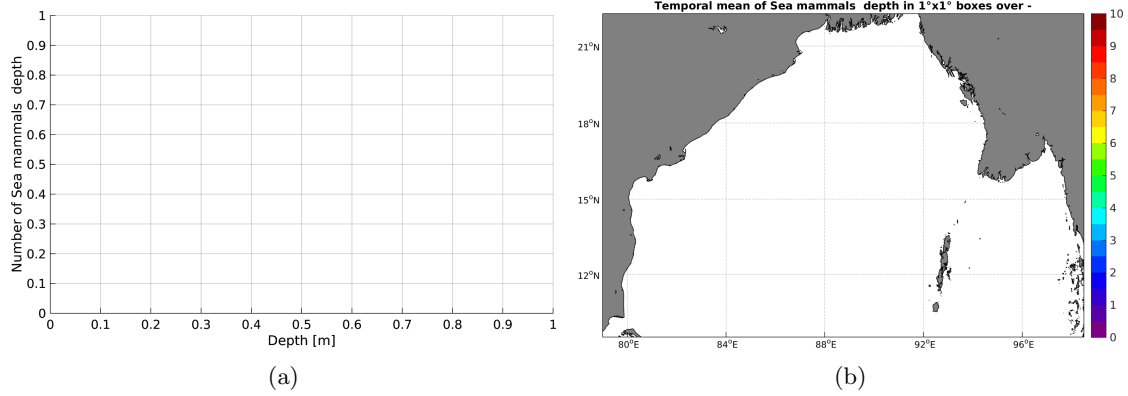 1
0.9
0.8
0.7
0.6
0.5
0.4
0.3
0.2
0.1
0
Number of Sea mammals  depth
0 0.1 0.2 0.3 0.4 0.5 0.6 0.7 0.8 0.9 1
Depth [m]
(a)
Temporal mean of Sea mammals  depth in 1°x1° boxes over -
21°N
18°N
15°N
12°N
80°E 84°E 88°E 92°E 96°E
10
9
8
7
6
5
4
3
2
1
0
(b)